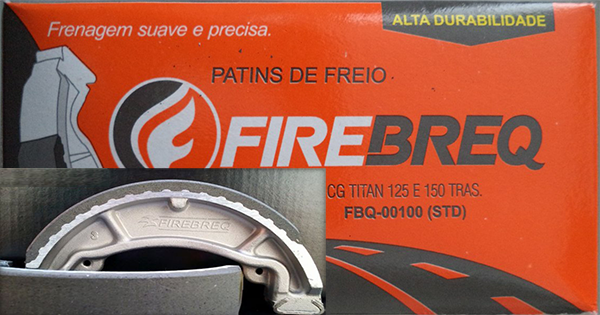 Frenagem suave e precisa.
ALTA DURABILIDADE
PATINS DE FREIO
FIREBREQ
CG TITAN 125 E 150 TRAS.
FBQ-00100 (STD)
FIREBREQ